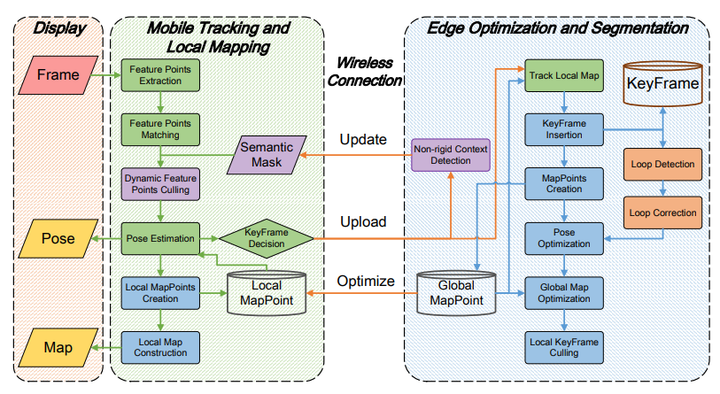 Display
Mobile Tracking and
Local Mapping
Wireless
Connection
Edge Optimization and Segmentation
Frame
Feature Points
Extraction
Feature Points
Matching
Semantic
Mask
Dynamic Feature
Points Culling
Pose
Pose Estimation
KeyFrame
Decision
Local MapPoints
Creation
Local
MapPoint
Map
Local Map
Construction
Update
Upload
Optimize
Non-rigid Context
Detection
Global
MapPoint
Track Local Map
KeyFrame
Insertion
MapPoints
Creation
Pose
Optimization
Global Map
Optimization
Local KeyFrame
Culling
KeyFrame
Loop Detection
Loop Correction